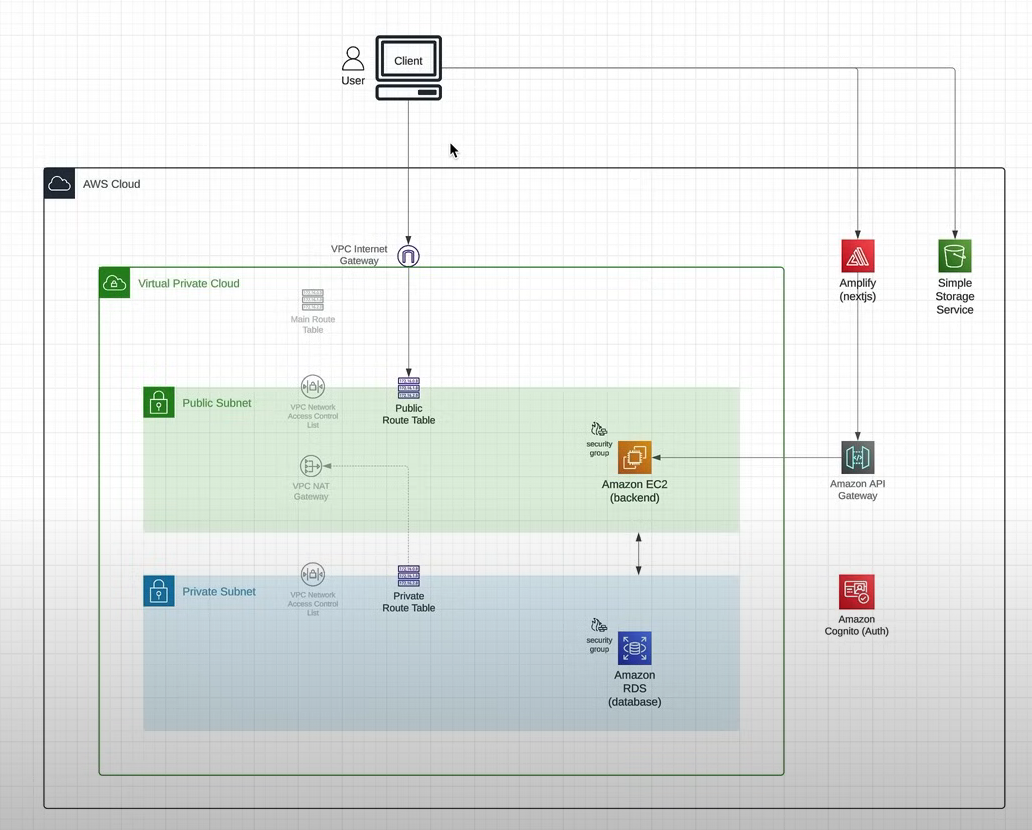 Client
User
AWS Cloud
VPC Internet
Gateway
Virtual Private Cloud
Main Route
Table
Amplify
(nextjs)
Simple
Storage
Service
Public Subnet
VPC Network
Access Control
List
Public
Route Table
security
group
Amazon EC2
(backend)
VPC NAT
Gateway
Amazon API
Gateway
Private Subnet
VPC Network
Access Control
List
Private
Route Table
security
group
Amazon
RDS
(database)
Amazon
Cognito (Auth)